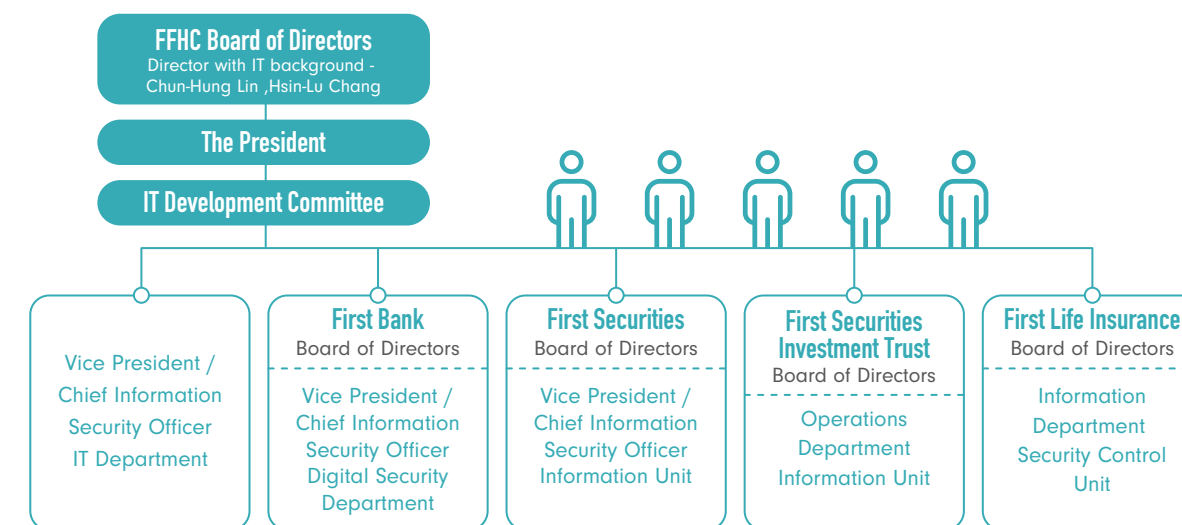 FFHC Board of Directors
Director with IT background -
Chun-Hung Lin ,Hsin-Lu Chang
The President
IT Development Committee
Vice President /
Chief Information
Security Officer
IT Department
First Bank
Board of Directors
Vice President /
Chief Information
Security Officer
Digital Security
Department
First Securities
Board of Directors
Vice President /
Chief Information
Security Officer
Information Unit
First Securities
Investment Trust
Board of Directors
Operations
Department
Information Unit
First Life Insurance
Board of Directors
Information
Department
Security Control
Unit